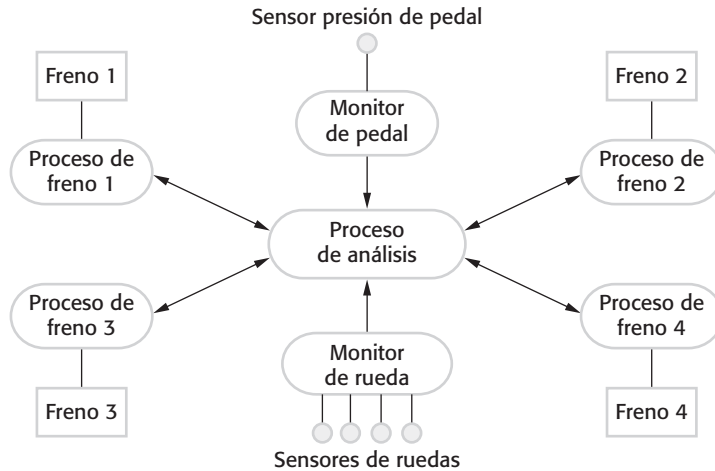 Sensor presión de pedal
Freno 1
Freno 2
Monitor
de pedal
Proceso de
freno 1
Proceso de
freno 2
Proceso
de análisis
Proceso de
freno 3
Proceso de
freno 4
Monitor
de rueda
Freno 3
Freno 4
Sensores de ruedas